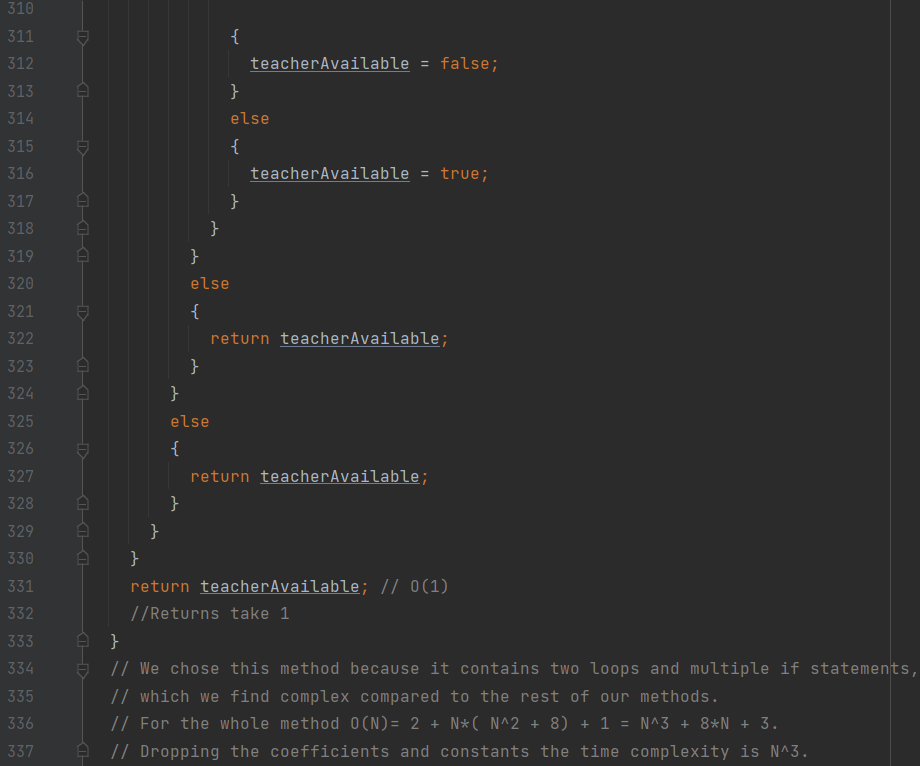 310
311 {
312 teacherAvailable = false;
313 }
314 else
315 {
316 teacherAvailable = true;
317 }
318 }
319 }
320 else
321 {
322 return teacherAvailable;
323 }
324 }
325 else
326 {
327 return teacherAvailable;
328 }
329 }
330 }
331 return teacherAvailable; // O(1)
332 //Returns take 1
333 }
334 // We chose this method because it contains two loops and multiple if statements,
335 // which we find complex compared to the rest of our methods.
336 // For the whole method O(N)= 2 + N*( N^2 + 8) + 1 = N^3 + 8*N + 3.
337 // Dropping the coefficients and constants the time complexity is N^3.